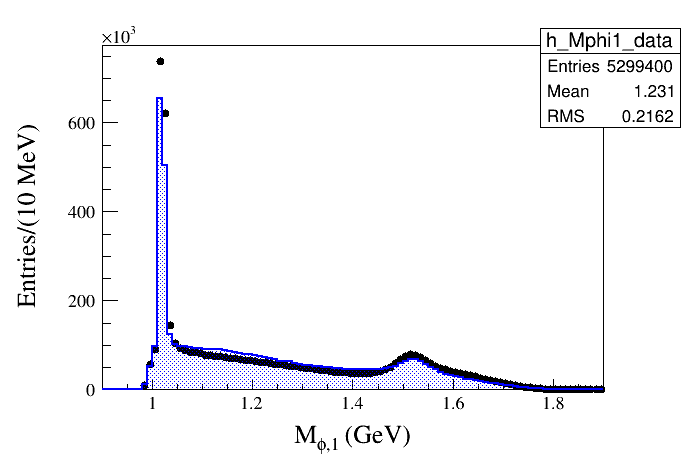 ×10³
h_Mphi1_data
Entries 5299400
Mean 1.231
RMS 0.2162
Entries/(10 MeV)
600
400
200
0
1 1.2 1.4 1.6 1.8
M_ϕ,1 (GeV)